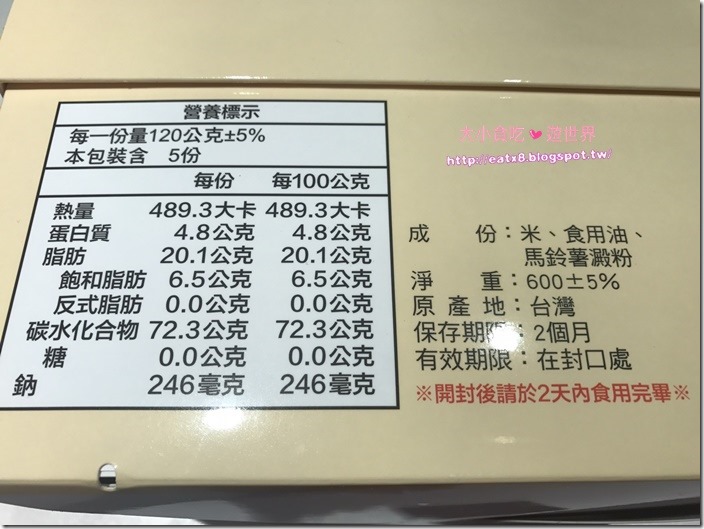 營養標示
每一份量120公克±5%
本包裝含 5份
每份 每100公克
熱量 489.3大卡 489.3大卡
蛋白質 4.8公克 4.8公克
脂肪 20.1公克 20.1公克
飽和脂肪 6.5公克 6.5公克
反式脂肪 0.0公克 0.0公克
碳水化合物 72.3公克 72.3公克
糖 0.0公克 0.0公克
鈉 246毫克 246毫克
大小食吃 遊世界
http://eatx8.blogspot.tw/
成 份：米、食用油、
馬鈴薯澱粉
淨 重：600±5%
原 產 地：台灣
保存期限：2個月
有效期限：在封口處
※開封後請於2天內食用完畢※